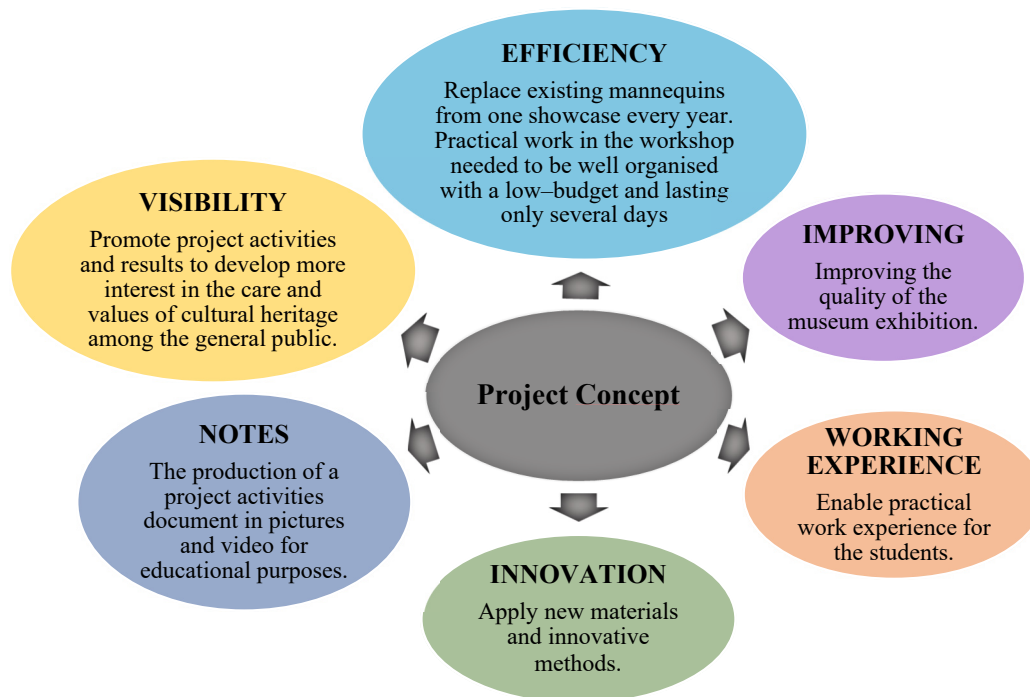 EFFICIENCY
Replace existing mannequins
from one showcase every year.
Practical work in the workshop
needed to be well organised
with a low–budget and lasting
only several days
VISIBILITY
Promote project activities
and results to develop more
interest in the care and
values of cultural heritage
among the general public.
IMPROVING
Improving the
quality of the
museum exhibition.
Project Concept
NOTES
The production of a
project activities
document in pictures
and video for
educational purposes.
WORKING
EXPERIENCE
Enable practical
work experience for
the students.
INNOVATION
Apply new materials
and innovative
methods.